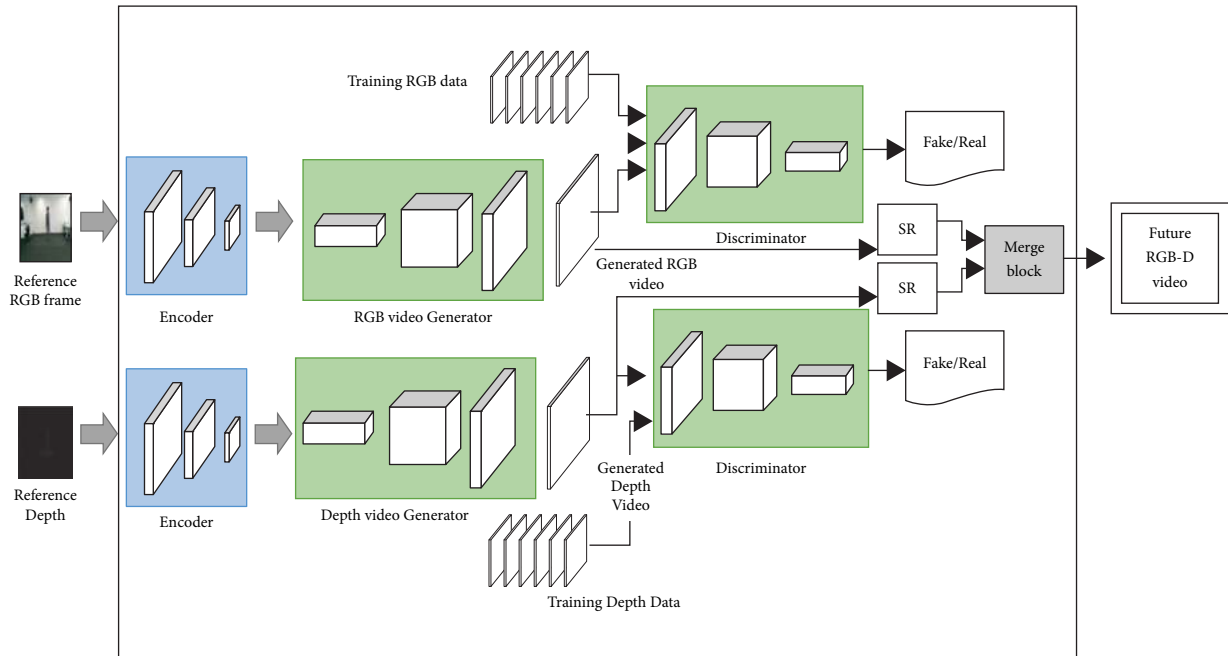 Training RGB data
Reference
RGB frame
Encoder
RGB video Generator
Generated RGB
video
Discriminator
Fake/Real
SR
SR
Merge
block
Future
RGB-D
video
Reference
Depth
Encoder
Depth video Generator
Generated
Depth
Video
Discriminator
Fake/Real
Training Depth Data